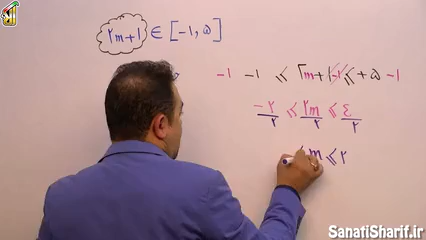 ۲m+۱ ∈ [-۱, ۵]
-۱ -۱ ≤ ۲m+۱-۱ ≤ +۵ -۱
-۲/۲ ≤ ۲m/۲ ≤ ٤/۲
≤ m ≤ ۲
SanatiSharif.ir